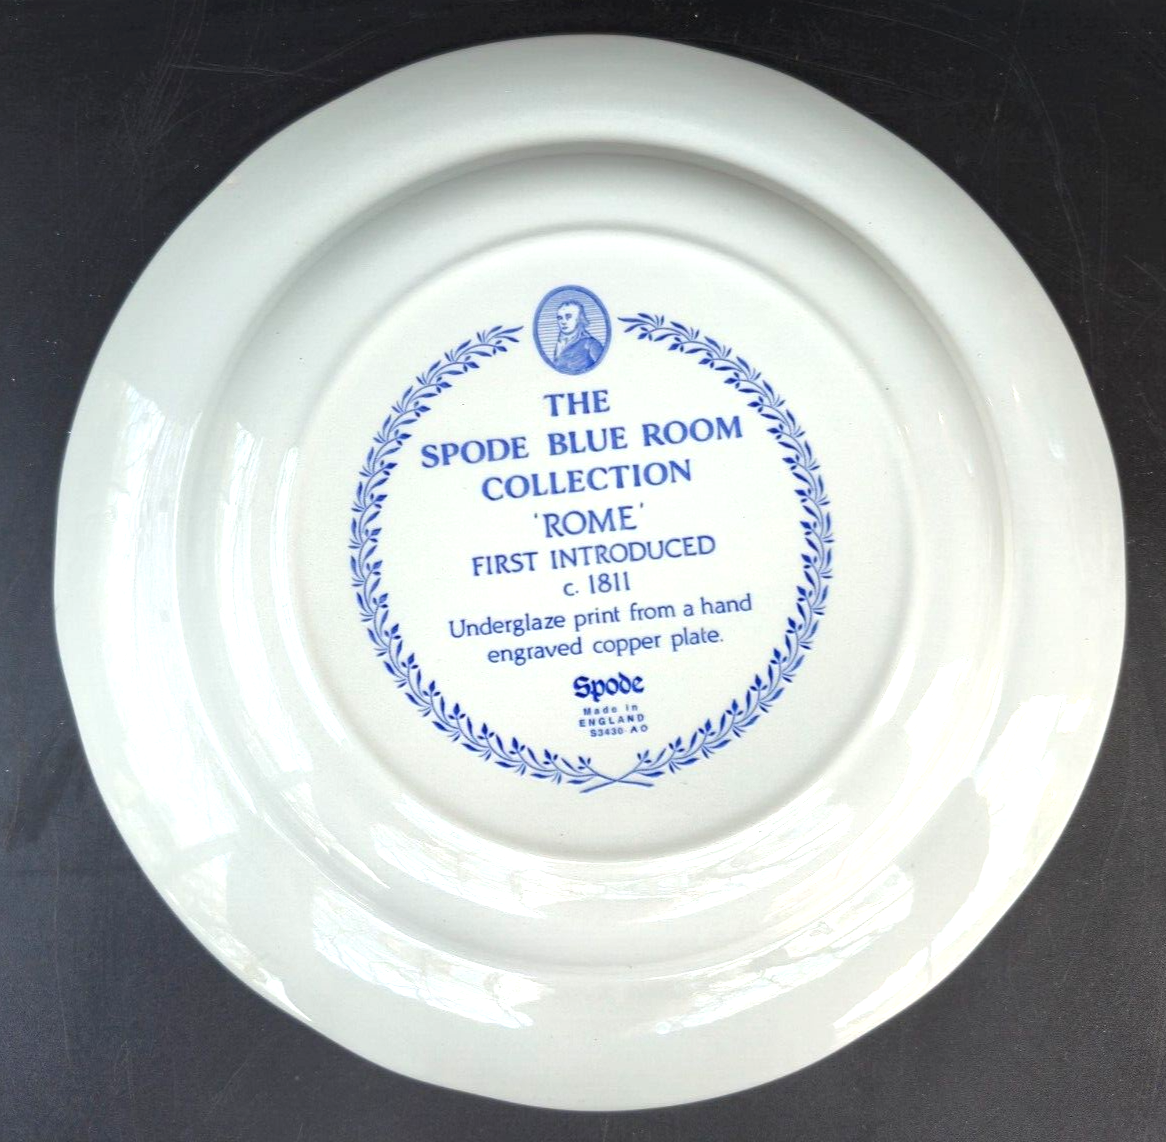 THE
SPODE BLUE ROOM
COLLECTION
'ROME'
FIRST INTRODUCED
c. 1811
Underglaze print from a hand
engraved copper plate.
Spode
Made in
ENGLAND
S3430-AO